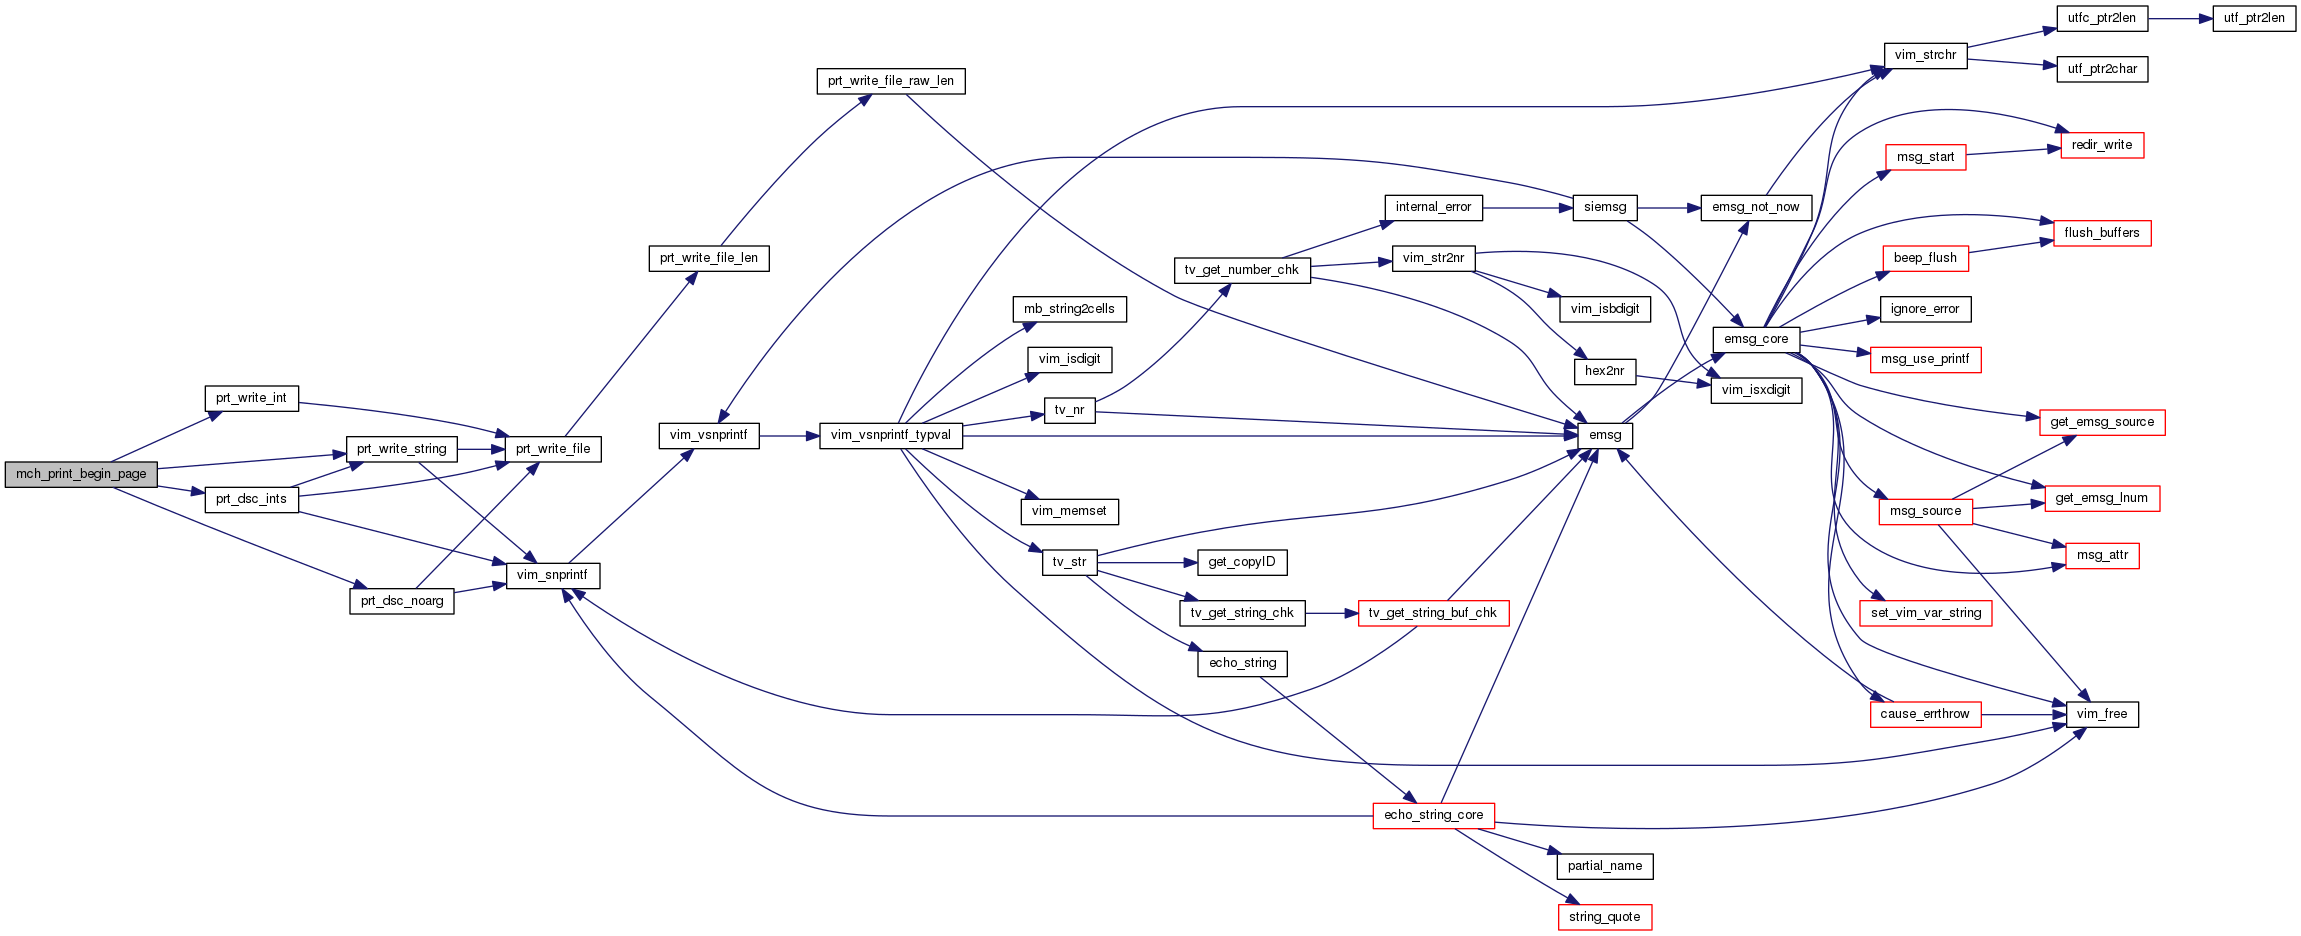 mch_print_begin_page
prt_write_int
prt_write_string
prt_dsc_ints
prt_dsc_noarg
prt_write_file
vim_snprintf
prt_write_file_len
vim_vsnprintf
prt_write_file_raw_len
vim_vsnprintf_typval
mb_string2cells
vim_isdigit
tv_nr
vim_memset
tv_str
tv_get_number_chk
get_copyID
tv_get_string_chk
echo_string
internal_error
vim_str2nr
tv_get_string_buf_chk
echo_string_core
siemsg
vim_isbdigit
hex2nr
emsg
partial_name
string_quote
emsg_not_now
emsg_core
vim_isxdigit
vim_strchr
msg_start
beep_flush
ignore_error
msg_use_printf
msg_source
set_vim_var_string
cause_errthrow
utfc_ptr2len
utf_ptr2char
redir_write
flush_buffers
get_emsg_source
get_emsg_lnum
msg_attr
vim_free
utf_ptr2len